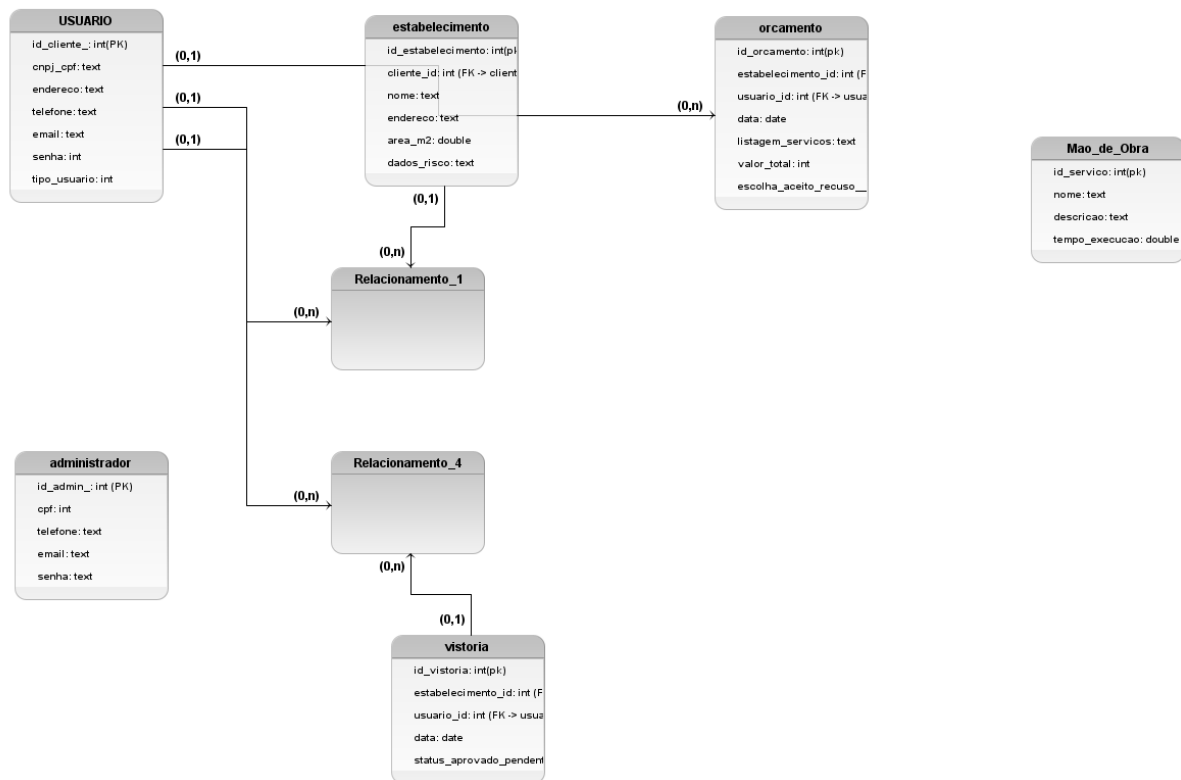 USUARIO
id_cliente_: int(PK)
cnpj_cpf: text
endereco: text
telefone: text
email: text
senha: int
tipo_usuario: int
(0,1)
(0,1)
(0,1)
estabelecimento
id_estabelecimento: int(pk
cliente_id: int (FK -> client
nome: text
endereco: text
area_m2: double
dados_risco: text
(0,1)
(0,n)
orcamento
id_orcamento: int(pk)
estabelecimento_id: int (F
usuario_id: int (FK -> usua
data: date
listagem_servicos: text
valor_total: int
escolha_aceito_recuso__
(0,n)
Mao_de_Obra
id_servico: int(pk)
nome: text
descricao: text
tempo_execucao: double
Relacionamento_1
(0,n)
administrador
id_admin_: int (PK)
cpf: int
telefone: text
email: text
senha: text
Relacionamento_4
(0,n)
(0,n)
(0,1)
vistoria
id_vistoria: int(pk)
estabelecimento_id: int (F
usuario_id: int (FK -> usua
data: date
status_aprovado_pendent